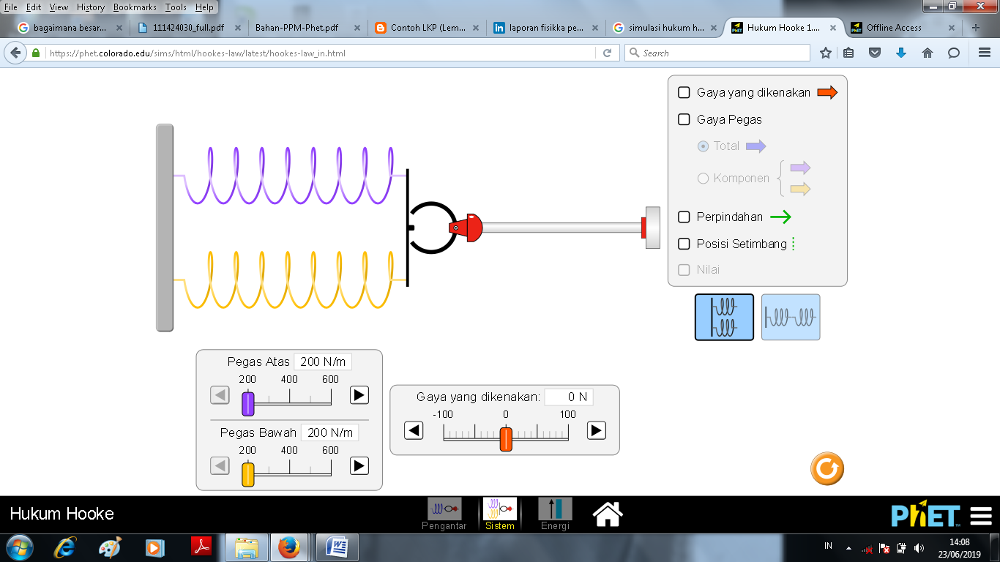 File Edit View History Bookmarks Tools Help
bagaimana besar... 111424030_full.pdf Bahan-PPM-Phet.pdf Contoh LKP (Lem... laporan fisikka pe... simulasi hukum h... Hukum Hooke 1.... Offline Access
https://phet.colorado.edu/sims/html/hookes-law/latest/hookes-law_in.html Search
Gaya yang dikenakan
Gaya Pegas
Total
Komponen
Perpindahan
Posisi Setimbang
Nilai
Pegas Atas 200 N/m
200 400 600
Pegas Bawah 200 N/m
200 400 600
Gaya yang dikenakan: 0 N
-100 0 100
Hukum Hooke
Pengantar Sistem Energi
PhET
IN 14:08
23/06/2019